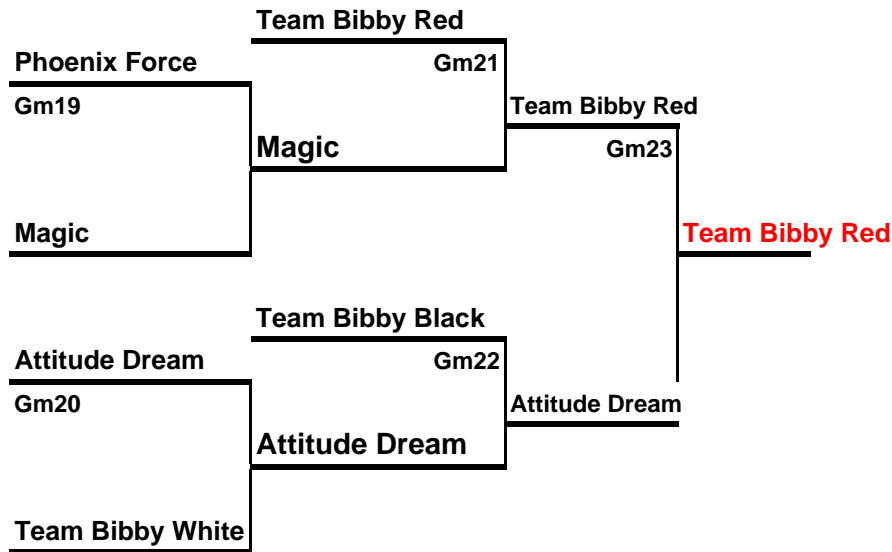 Team Bibby Red
Phoenix Force
Gm21
Gm19
Team Bibby Red
Magic
Gm23
Magic
Team Bibby Red
Team Bibby Black
Attitude Dream
Gm22
Gm20
Attitude Dream
Attitude Dream
Team Bibby White